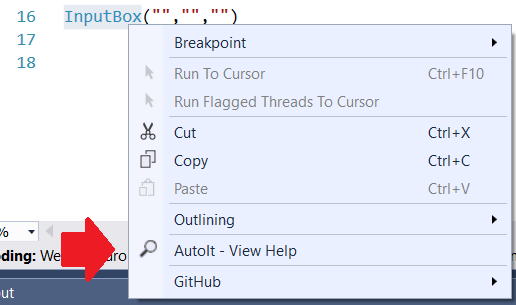 16 InputBox("","","")
17
18
Breakpoint
Run To Cursor Ctrl+F10
Run Flagged Threads To Cursor
Cut Ctrl+X
Copy Ctrl+C
Paste Ctrl+V
Outlining
%
AutoIt - View Help
ding: We
GitHub
ut